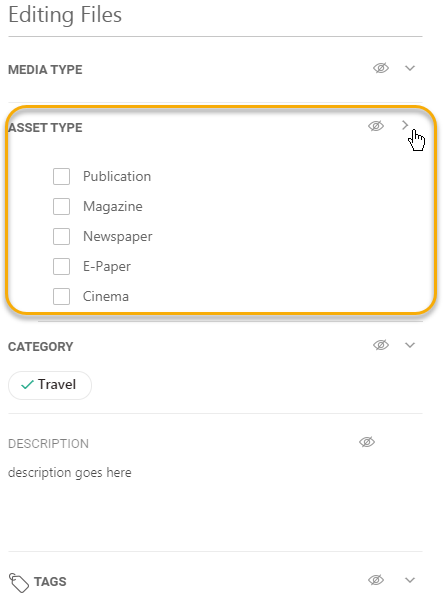 Editing Files
MEDIA TYPE
ASSET TYPE
Publication
Magazine
Newspaper
E-Paper
Cinema
CATEGORY
Travel
DESCRIPTION
description goes here
TAGS